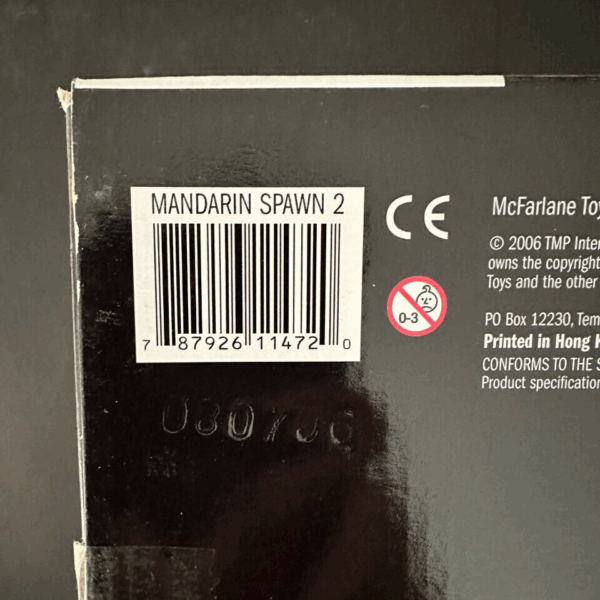 MANDARIN SPAWN 2
7 87926 11472 0
CE
0-3
McFarlane Toy
© 2006 TMP Inter
owns the copyright
Toys and the other
PO Box 12230, Tem
Printed in Hong K
CONFORMS TO THE S
Product specification